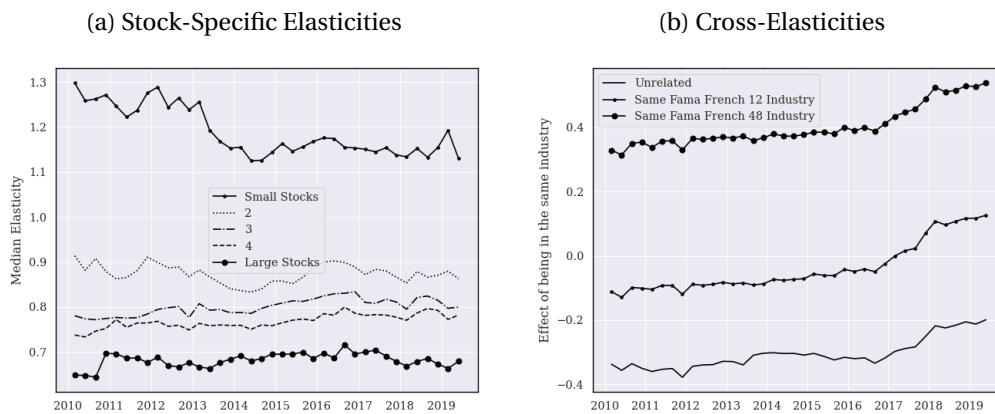 (a) Stock-Specific Elasticities
Median Elasticity
1.3
1.2
1.1
1.0
0.9
0.8
0.7
Small Stocks
2
3
4
Large Stocks
2010 2011 2012 2013 2014 2015 2016 2017 2018 2019
(b) Cross-Elasticities
Effect of being in the same industry
0.4
0.2
0.0
−0.2
−0.4
Unrelated
Same Fama French 12 Industry
Same Fama French 48 Industry
2010 2011 2012 2013 2014 2015 2016 2017 2018 2019